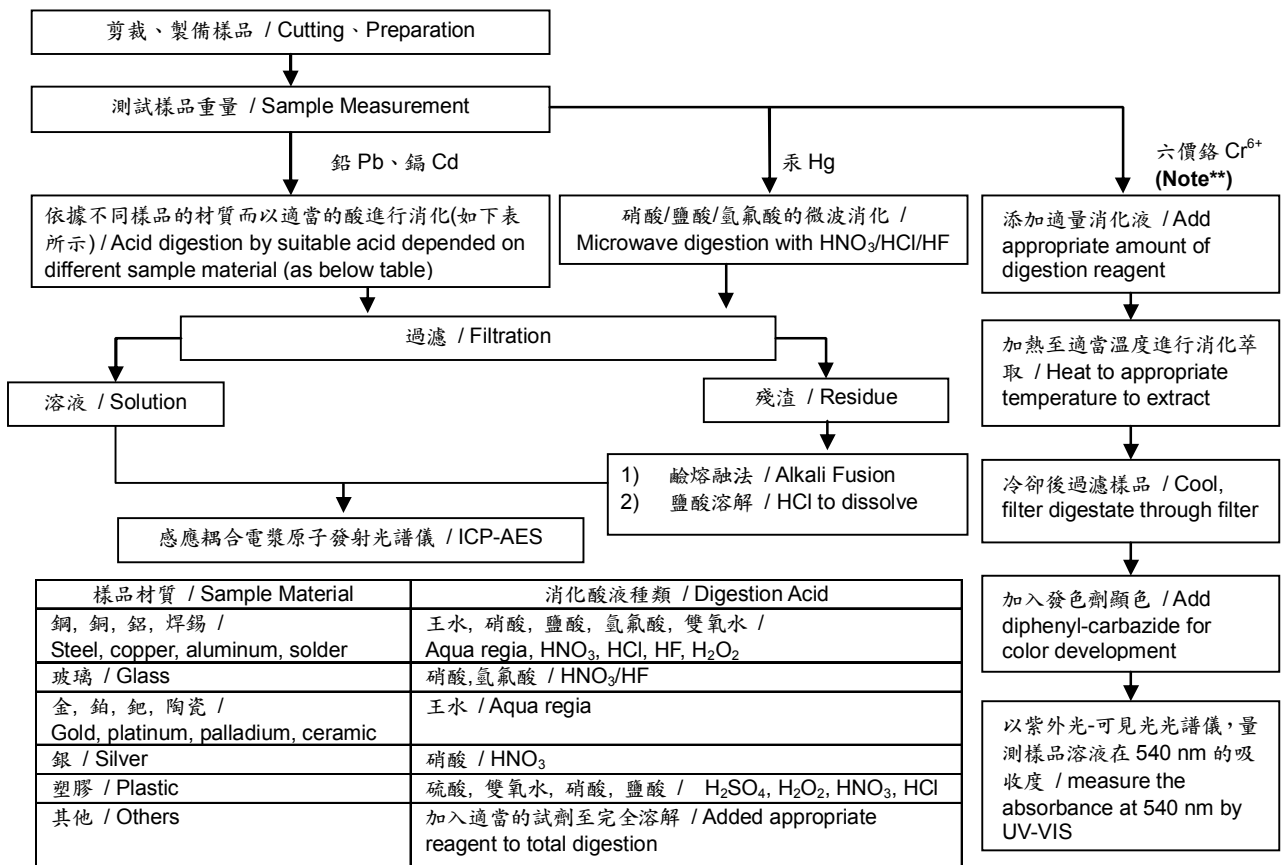 剪裁、製備樣品 / Cutting、Preparation
測試樣品重量 / Sample Measurement
鉛 Pb、鎘 Cd
汞 Hg
六價鉻 Cr⁶⁺
(Note**)
依據不同樣品的材質而以適當的酸進行消化(如下表
所示) / Acid digestion by suitable acid depended on
different sample material (as below table)
硝酸/鹽酸/氫氟酸的微波消化 /
Microwave digestion with HNO₃/HCl/HF
添加適量消化液 / Add
appropriate amount of
digestion reagent
過濾 / Filtration
加熱至適當溫度進行消化萃
取 / Heat to appropriate
temperature to extract
溶液 / Solution
殘渣 / Residue
1) 鹼熔融法 / Alkali Fusion
2) 鹽酸溶解 / HCl to dissolve
冷卻後過濾樣品 / Cool,
filter digestate through filter
感應耦合電漿原子發射光譜儀 / ICP-AES
加入發色劑顯色 / Add
diphenyl-carbazide for
color development
以紫外光-可見光光譜儀，量
測樣品溶液在 540 nm 的吸
收度 / measure the
absorbance at 540 nm by
UV-VIS
樣品材質 / Sample Material 消化酸液種類 / Digestion Acid
鋼, 銅, 鋁, 焊錫 / 王水, 硝酸, 鹽酸, 氫氟酸, 雙氧水 /
Steel, copper, aluminum, solder Aqua regia, HNO₃, HCl, HF, H₂O₂
玻璃 / Glass 硝酸,氫氟酸 / HNO₃/HF
金, 鉑, 鈀, 陶瓷 / 王水 / Aqua regia
Gold, platinum, palladium, ceramic
銀 / Silver 硝酸 / HNO₃
塑膠 / Plastic 硫酸, 雙氧水, 硝酸, 鹽酸 / H₂SO₄, H₂O₂, HNO₃, HCl
其他 / Others 加入適當的試劑至完全溶解 / Added appropriate
reagent to total digestion